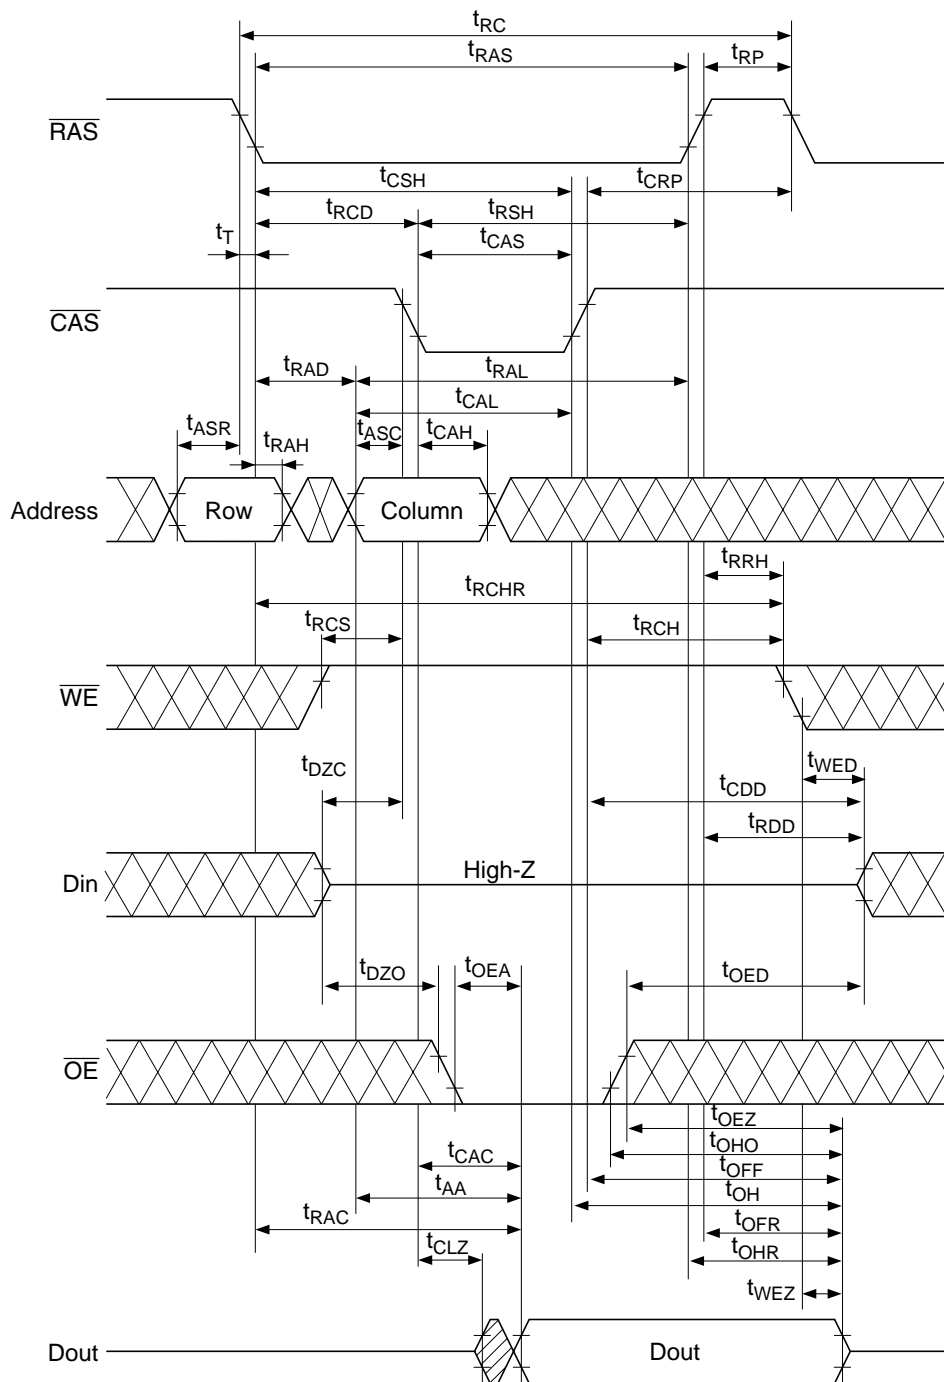 tRC
tRAS
tRP
RAS
tCSH
tCRP
tRCD
tRSH
tT
tCAS
CAS
tRAD
tRAL
tCAL
tASR
tASC
tCAH
tRAH
Address
Row
Column
tRRH
tRCHR
tRCS
tRCH
WE
tDZC
tWED
tCDD
tRDD
Din
High-Z
tDZO
tOEA
tOED
OE
tOEZ
tOHO
tCAC
tOFF
tAA
tOH
tRAC
tOFR
tCLZ
tOHR
tWEZ
Dout
Dout